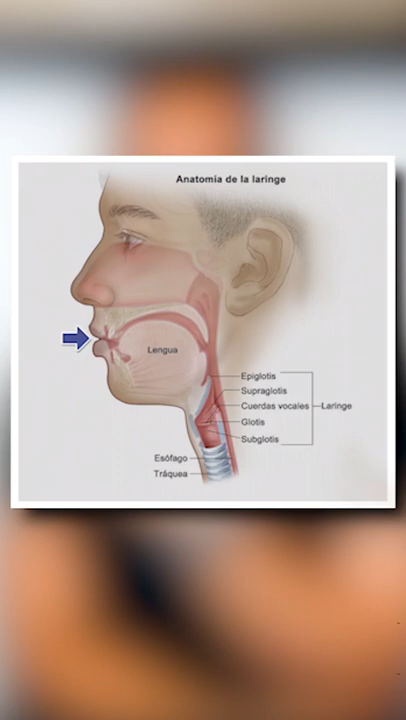 Anatomía de la laringe
Lengua
Epiglotis
Supraglotis
Cuerdas vocales
Laringe
Glotis
Subglotis
Esófago
Tráquea